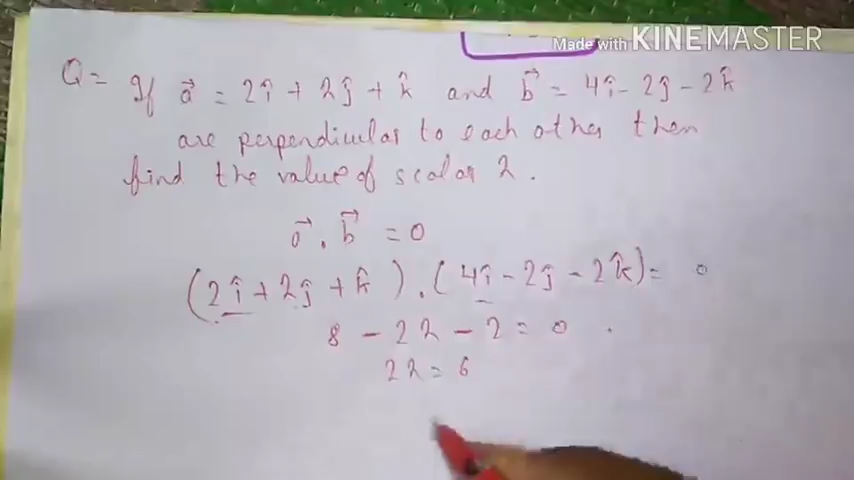 Made with KINEMASTER
Q= If a⃗ = 2î + λĵ + k̂ and b⃗ = 4î - 2ĵ - 2k̂
are perpendicular to each other then
find the value of scalar λ.
a⃗ . b⃗ = 0
(2î + λĵ + k̂) . (4î - 2ĵ - 2k̂) = 0
8 - 2λ - 2 = 0 .
2λ = 6